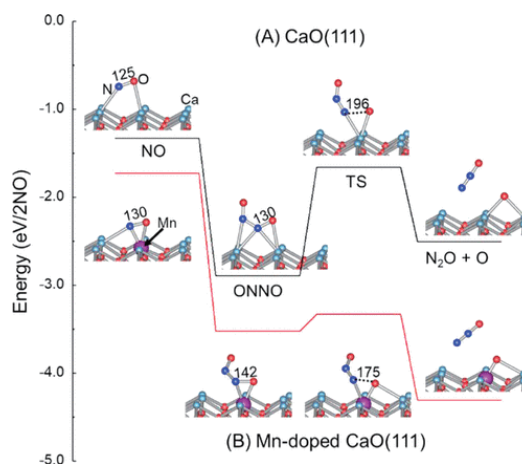 0.0
(A) CaO(111)
125
N
O
Ca
196
-1.0
NO
TS
-2.0
130
Mn
130
N₂O + O
ONNO
-3.0
Energy (eV/2NO)
142
175
-4.0
(B) Mn-doped CaO(111)
-5.0